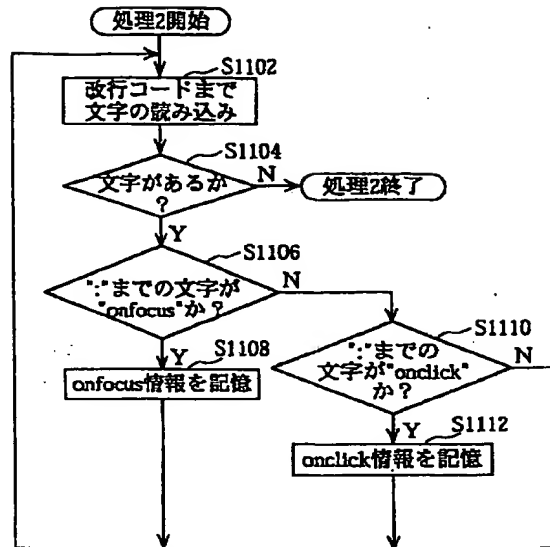 処理2開始
S1102
改行コードまで
文字の読み込み
S1104
文字があるか
?
N
処理2終了
Y
S1106
":"までの文字が
"onfocus"か?
N
Y
S1108
onfocus情報を記憶
S1110
":"までの
文字が"onclick"
か?
N
Y
S1112
onclick情報を記憶